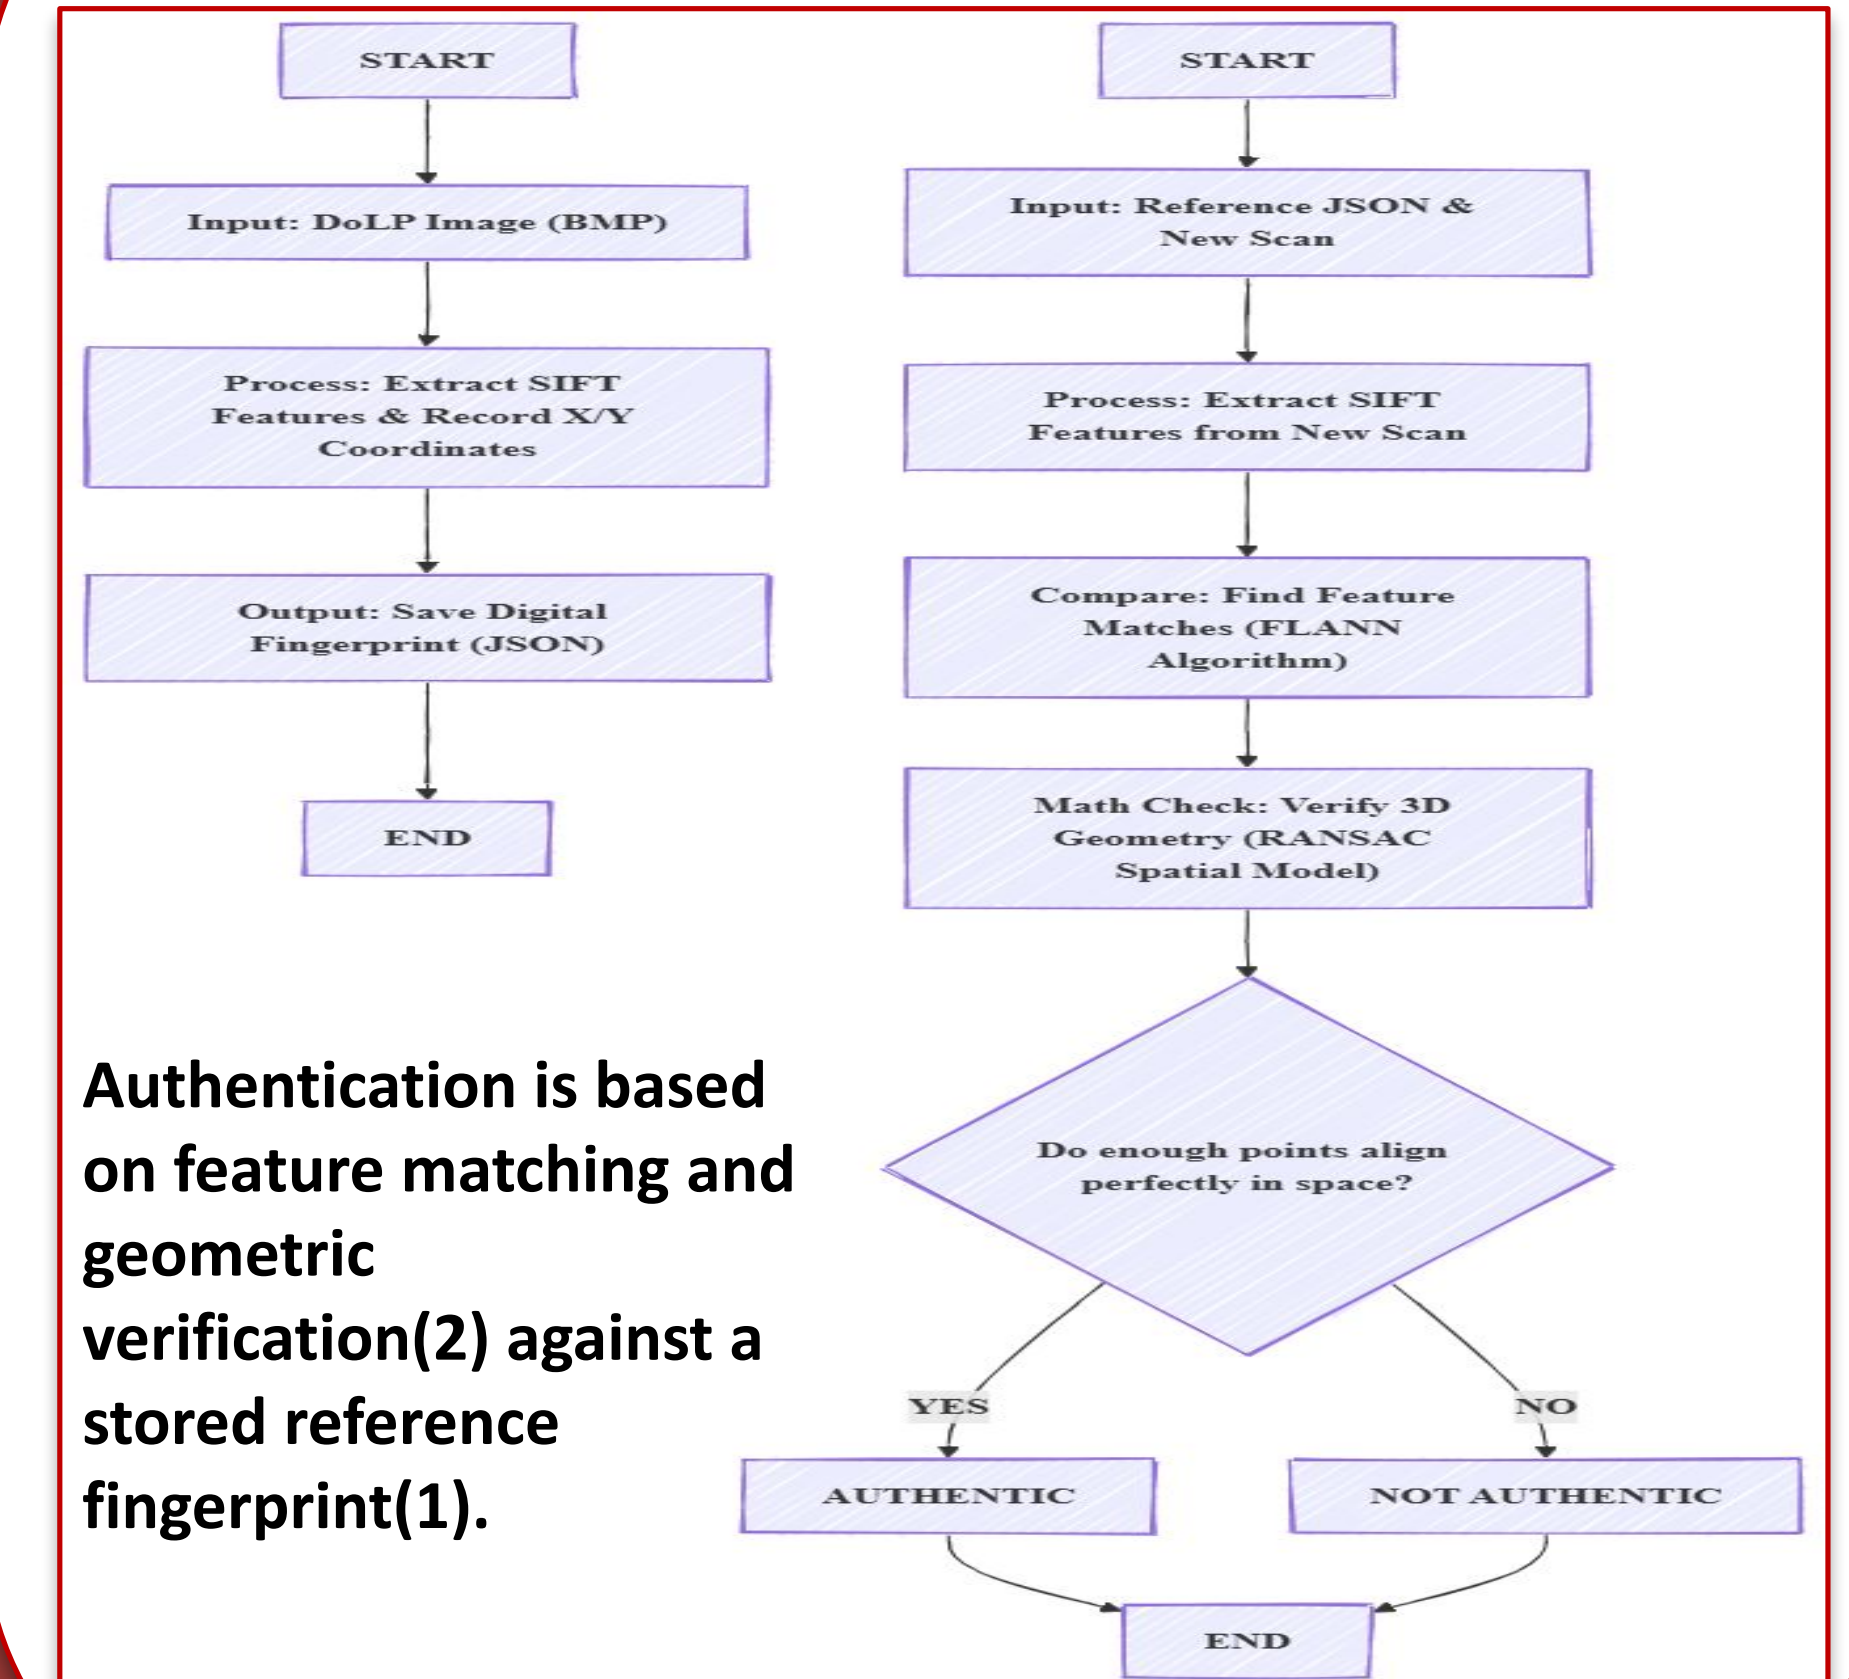 START
Input: DoLP Image (BMP)
Process: Extract SIFT
Features & Record X/Y
Coordinates
Output: Save Digital
Fingerprint (JSON)
END
Authentication is based
on feature matching and
geometric
verification(2) against a
stored reference
fingerprint(1).
START
Input: Reference JSON &
New Scan
Process: Extract SIFT
Features from New Scan
Compare: Find Feature
Matches (FLANN
Algorithm)
Math Check: Verify 3D
Geometry (RANSAC
Spatial Model)
Do enough points align
perfectly in space?
YES
NO
AUTHENTIC
NOT AUTHENTIC
END